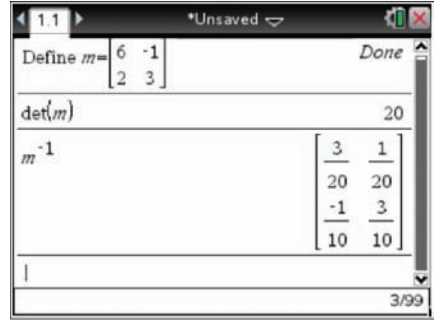 1.1 *Unsaved
Define m= [6 -1] Done
[2 3]
det(m) 20
m^-1 [3/20 1/20]
[-1/10 3/10]
3/99